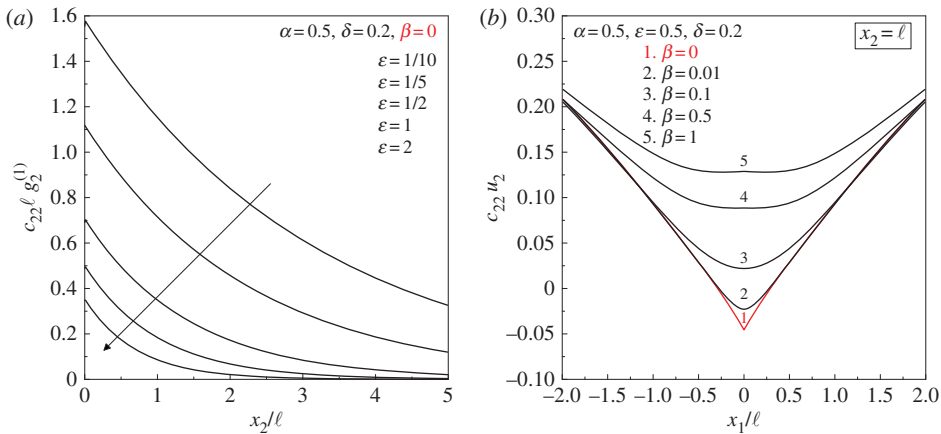 (a)
α=0.5, δ=0.2, β=0
ε=1/10
ε=1/5
ε=1/2
ε=1
ε=2
1.6
1.4
1.2
1.0
0.8
0.6
0.4
0.2
0
c₂₂ℓ g₂⁽¹⁾
0 1 2 3 4 5
x₂/ℓ
(b)
α=0.5, ε=0.5, δ=0.2
x₂=ℓ
1. β=0
2. β=0.01
3. β=0.1
4. β=0.5
5. β=1
0.30
0.25
0.20
0.15
0.10
0.05
0
−0.05
−0.10
c₂₂u₂
5
4
3
2
1
−2.0 −1.5 −1.0 −0.5 0 0.5 1.0 1.5 2.0
x₁/ℓ